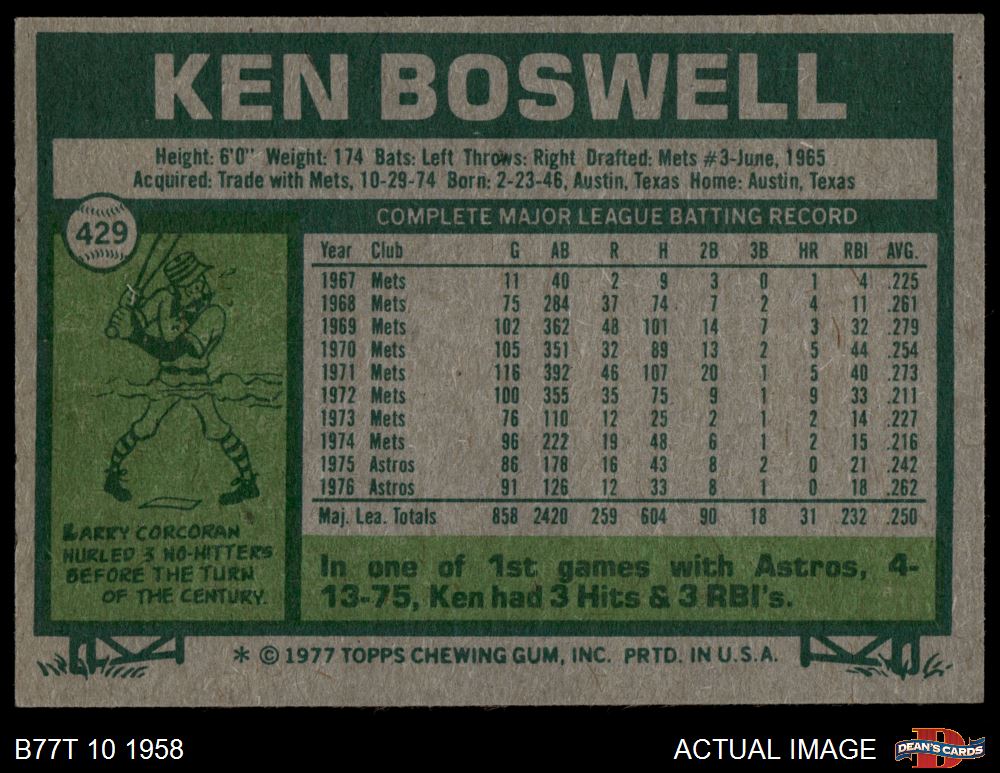 KEN BOSWELL
Height: 6'0" Weight: 174 Bats: Left Throws: Right Drafted: Mets #3-June, 1965
Acquired: Trade with Mets, 10-29-74 Born: 2-23-46, Austin, Texas Home: Austin, Texas
429
COMPLETE MAJOR LEAGUE BATTING RECORD
Year Club G AB R H 2B 3B HR RBI AVG.
1967 Mets 11 40 2 9 3 0 1 4 .225
1968 Mets 75 284 37 74 7 2 4 11 .261
1969 Mets 102 362 48 101 14 7 3 32 .279
1970 Mets 105 351 32 89 13 2 5 44 .254
1971 Mets 116 392 46 107 20 1 5 40 .273
1972 Mets 100 355 35 75 9 1 9 33 .211
1973 Mets 76 110 12 25 2 1 2 14 .227
1974 Mets 96 222 19 48 6 1 2 15 .216
1975 Astros 86 178 16 43 8 2 0 21 .242
1976 Astros 91 126 12 33 8 1 0 18 .262
Maj. Lea. Totals 858 2420 259 604 90 18 31 232 .250
LARRY CORCORAN
HURLED 3 NO-HITTERS
BEFORE THE TURN
OF THE CENTURY.
In one of 1st games with Astros, 4-
13-75, Ken had 3 Hits & 3 RBI's.
* © 1977 TOPPS CHEWING GUM, INC. PRTD. IN U.S.A.
B77T 10 1958
ACTUAL IMAGE
DEAN'S CARDS